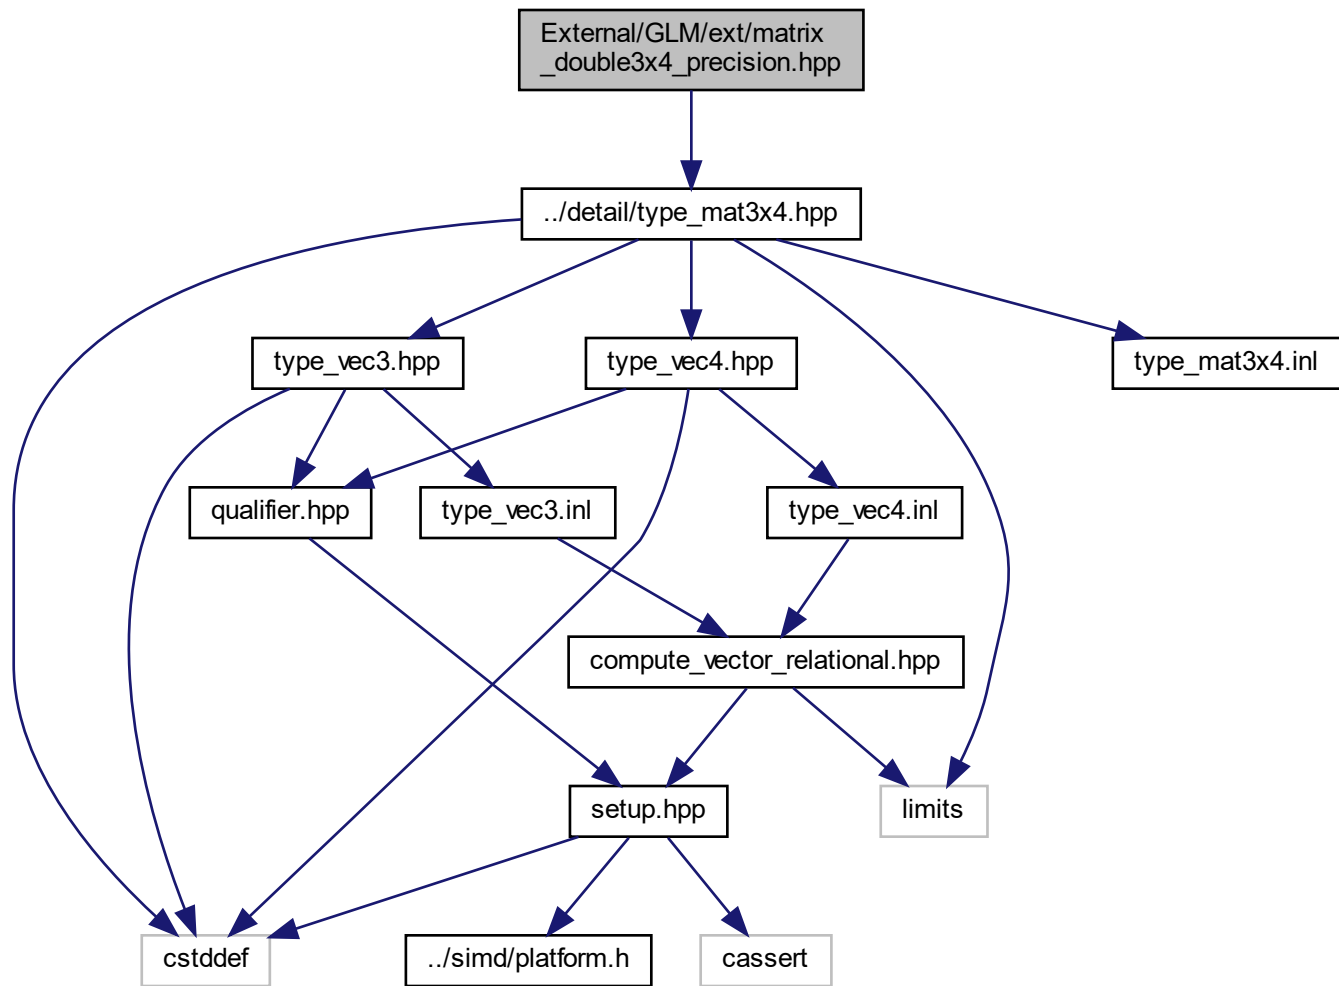 External/GLM/ext/matrix
_double3x4_precision.hpp
../detail/type_mat3x4.hpp
type_vec3.hpp
type_vec4.hpp
type_mat3x4.inl
qualifier.hpp
type_vec3.inl
type_vec4.inl
compute_vector_relational.hpp
setup.hpp
limits
cstddef
../simd/platform.h
cassert